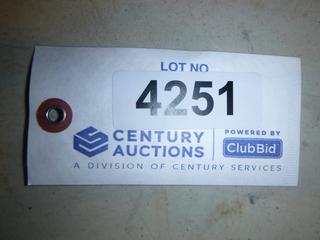 LOT NO
4251
CENTURY
AUCTIONS
POWERED BY
ClubBid
A DIVISION OF CENTURY SERVICES